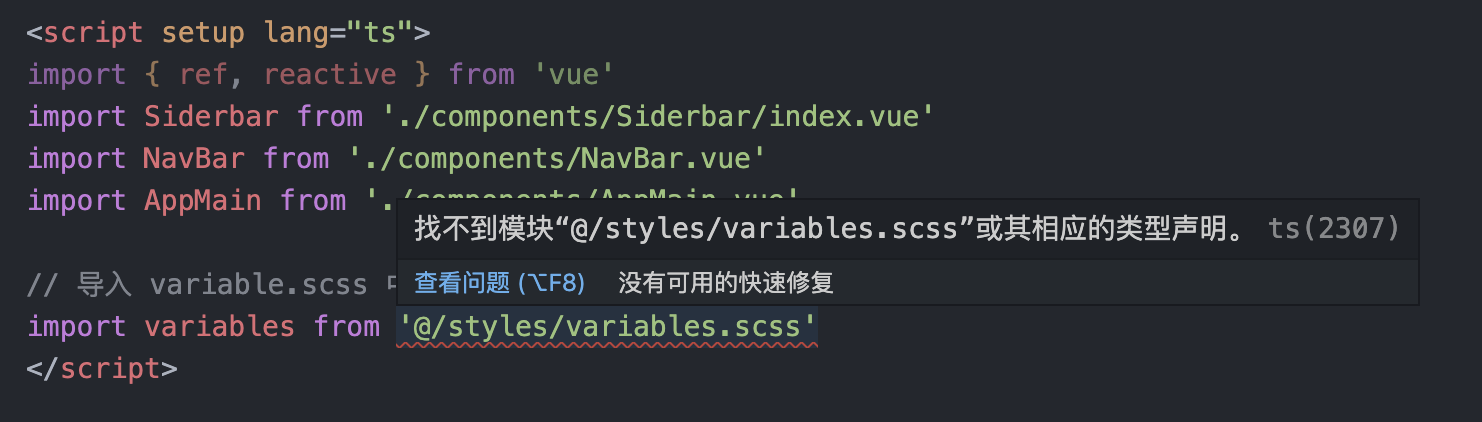 <script setup lang="ts">
import { ref, reactive } from 'vue'
import Siderbar from './components/Siderbar/index.vue'
import NavBar from './components/NavBar.vue'
import AppMain from './components/AppMain.vue'
找不到模块“@/styles/variables.scss”或其相应的类型声明。 ts(2307)
查看问题 (⌥F8) 没有可用的快速修复
// 导入 variable.scss
import variables from '@/styles/variables.scss'
</script>